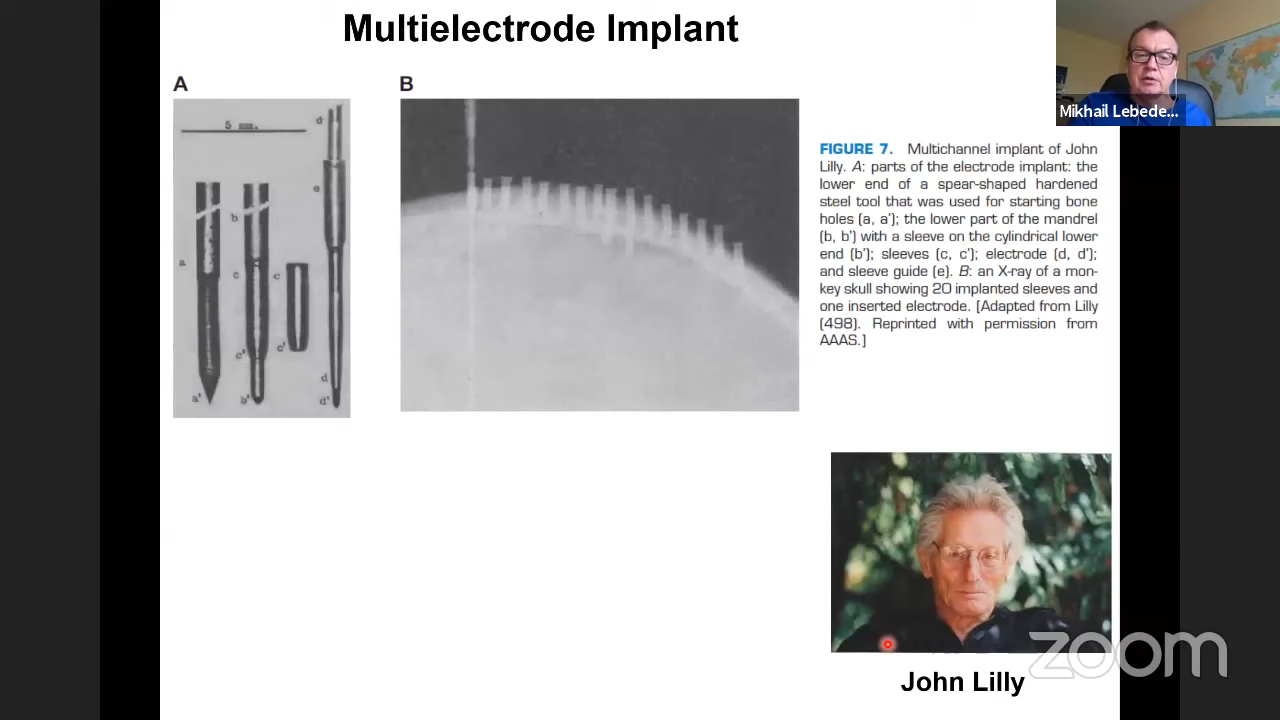 Multielectrode Implant
Mikhail Lebede...
A
B
5 mm.
d
e
a
b
c
c
c'
c'
d
a'
b'
d'
FIGURE 7. Multichannel implant of John
Lilly. A: parts of the electrode implant: the
lower end of a spear-shaped hardened
steel tool that was used for starting bone
holes (a, a'); the lower part of the mandrel
(b, b') with a sleeve on the cylindrical lower
end (b'); sleeves (c, c'); electrode (d, d');
and sleeve guide (e). B: an X-ray of a mon-
key skull showing 20 implanted sleeves and
one inserted electrode. [Adapted from Lilly
(498). Reprinted with permission from
AAAS.]
zoom
John Lilly